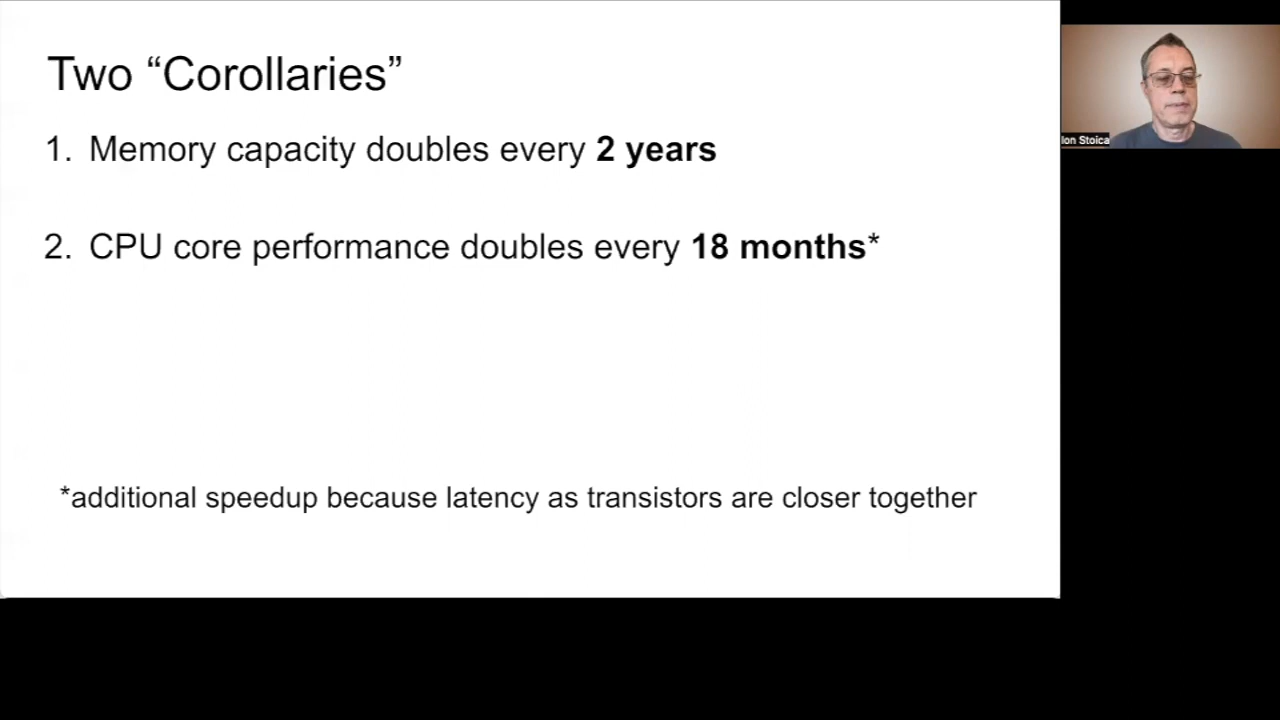 Two “Corollaries”
1. Memory capacity doubles every 2 years
2. CPU core performance doubles every 18 months*
*additional speedup because latency as transistors are closer together
Ion Stoica